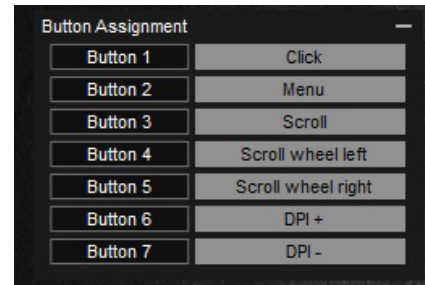 Button Assignment
Button 1 Click
Button 2 Menu
Button 3 Scroll
Button 4 Scroll wheel left
Button 5 Scroll wheel right
Button 6 DPI +
Button 7 DPI -